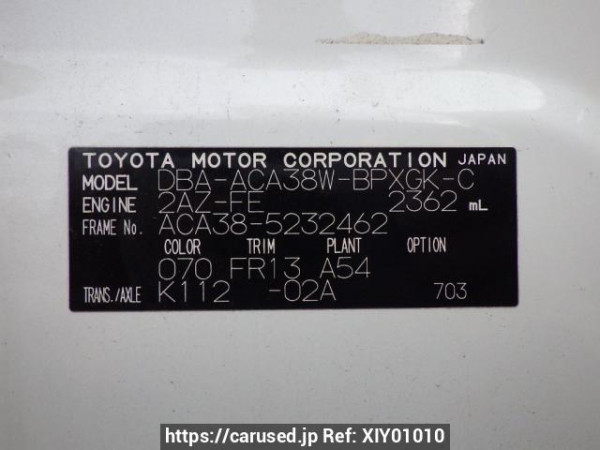 TOYOTA MOTOR CORPORATION JAPAN
MODEL DBA-ACA38W-BPXGK-C
ENGINE 2AZ-FE 2362 mL
FRAME No. ACA38-5232462
COLOR TRIM PLANT OPTION
070 FR13 A54
TRANS./AXLE K112 -02A 703
https://carused.jp Ref: XIY01010